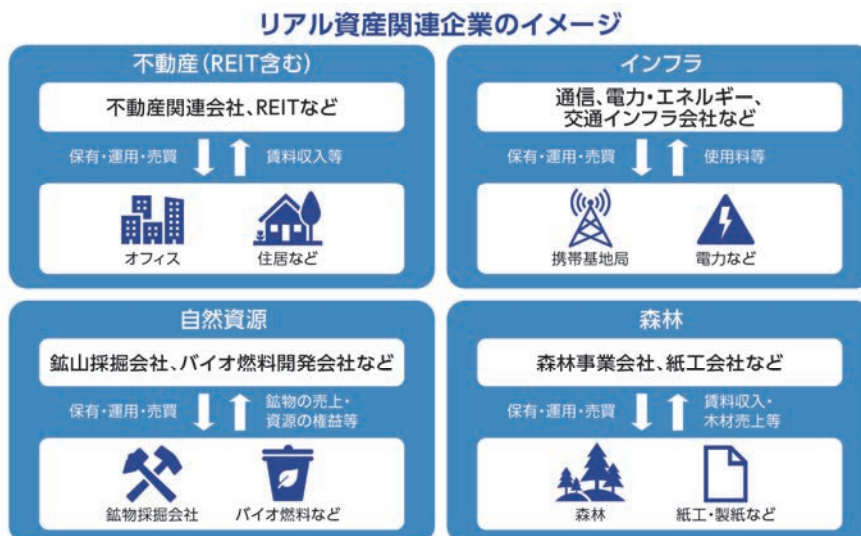 リアル資産関連企業のイメージ
不動産(REIT含む)
不動産関連会社、REITなど
保有・運用・売買
賃料収入等
オフィス
住居など
インフラ
通信、電力・エネルギー、
交通インフラ会社など
保有・運用・売買
使用料等
携帯基地局
電力など
自然資源
鉱山採掘会社、バイオ燃料開発会社など
保有・運用・売買
鉱物の売上・
資源の権益等
鉱物採掘会社
バイオ燃料など
森林
森林事業会社、紙工会社など
保有・運用・売買
賃料収入・
木材売上等
森林
紙工・製紙など